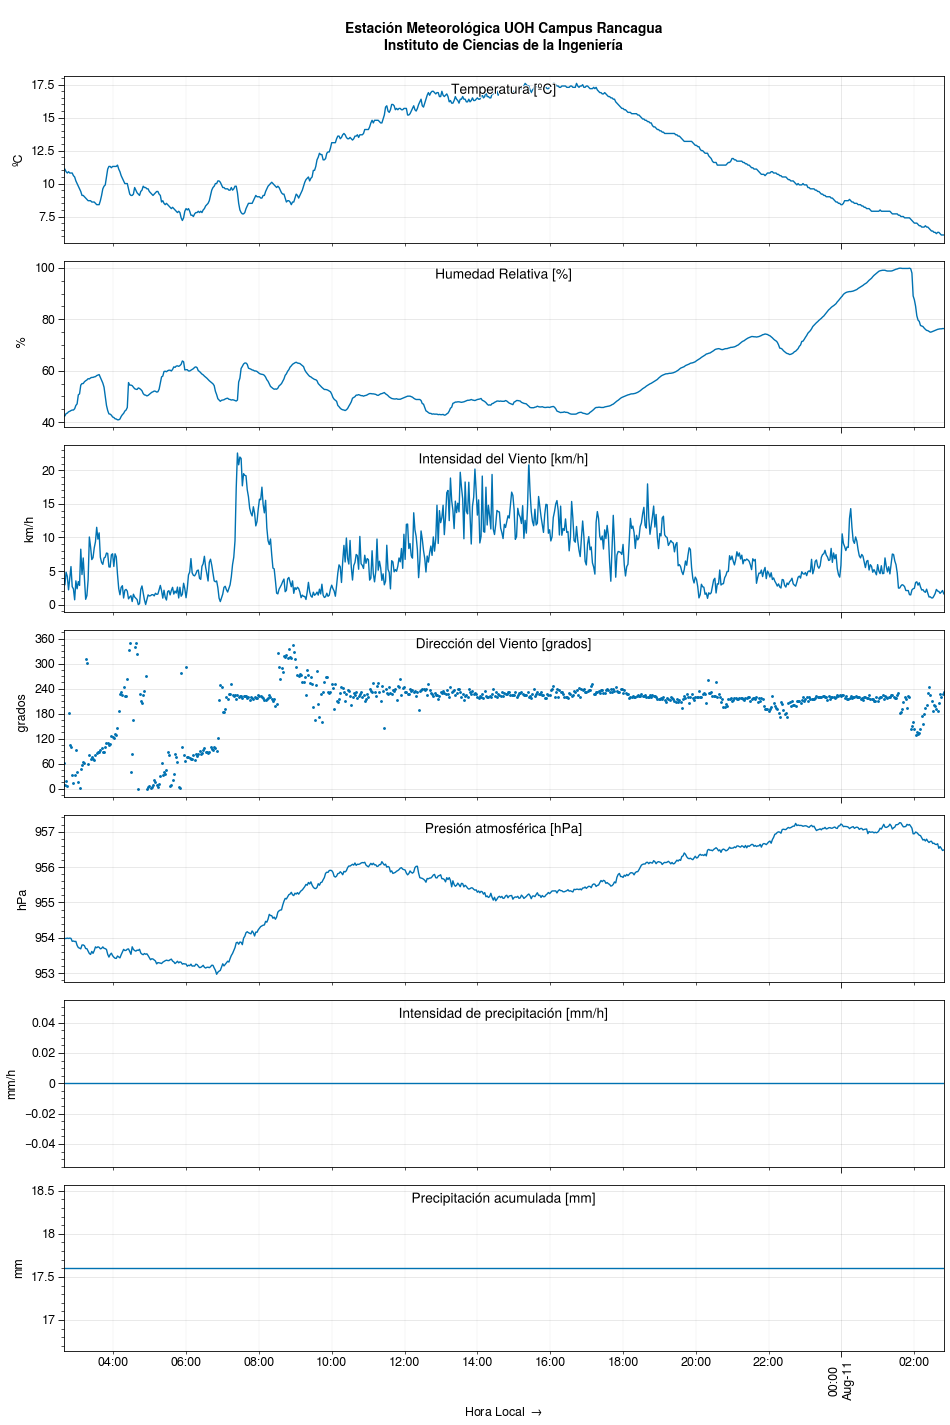 Estación Meteorológica UOH Campus Rancagua
Instituto de Ciencias de la Ingeniería
Temperatura [ºC]
17.5
15
12.5
10
7.5
ºC
Humedad Relativa [%]
100
80
60
40
%
Intensidad del Viento [km/h]
20
15
10
5
0
km/h
Dirección del Viento [grados]
360
300
240
180
120
60
0
grados
Presión atmosférica [hPa]
957
956
955
954
953
hPa
Intensidad de precipitación [mm/h]
0.04
0.02
0
−0.02
−0.04
mm/h
Precipitación acumulada [mm]
18.5
18
17.5
17
mm
04:00 06:00 08:00 10:00 12:00 14:00 16:00 18:00 20:00 22:00 00:00 02:00
Aug-11
Hora Local →